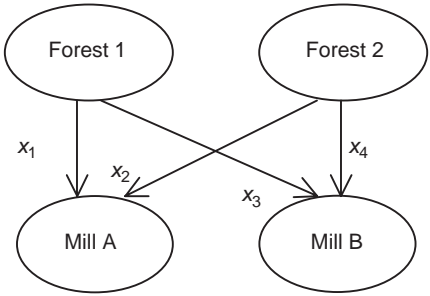 Forest 1
Forest 2
x₁
x₂
x₃
x₄
Mill A
Mill B